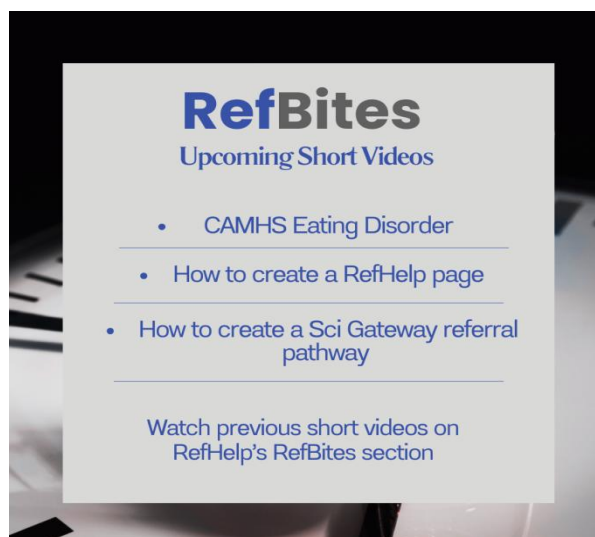 RefBites
Upcoming Short Videos
• CAMHS Eating Disorder
• How to create a RefHelp page
• How to create a Sci Gateway referral
pathway
Watch previous short videos on
RefHelp's RefBites section